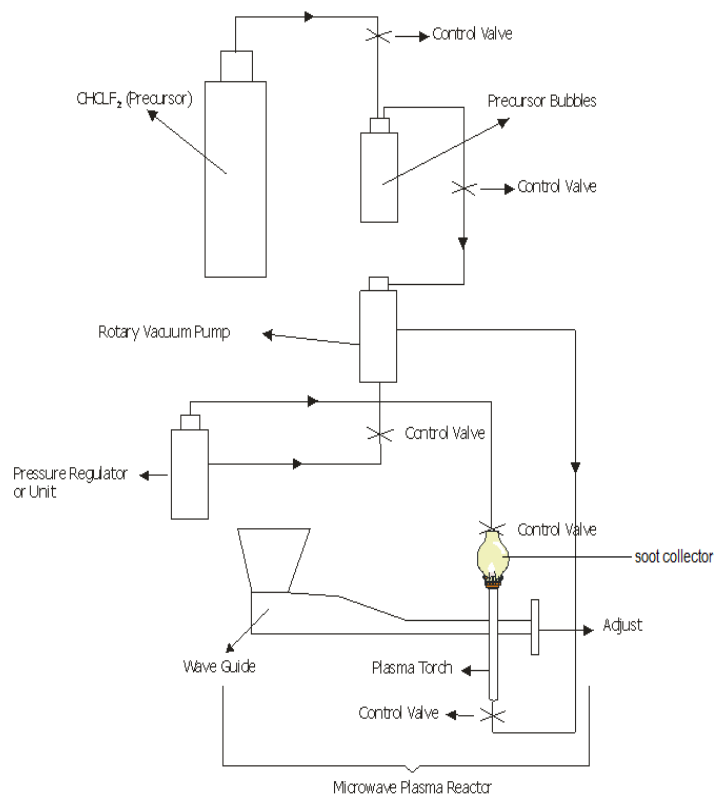 Control Valve
CHCLF₂ (Precursor)
Precursor Bubbles
Control Valve
Rotary Vacuum Pump
Control Valve
Pressure Regulator
or Unit
Control Valve
soot collector
Adjust
Wave Guide
Plasma Torch
Control Valve
Microwave Plasma Reactor